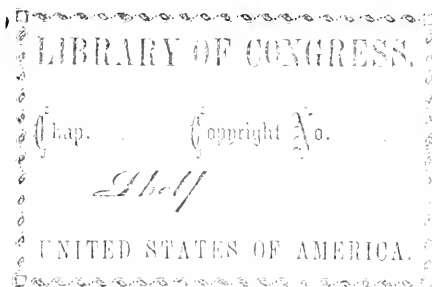 LIBRARY OF CONGRESS.
Chap. Copyright No.
Shelf
UNITED STATES OF AMERICA.